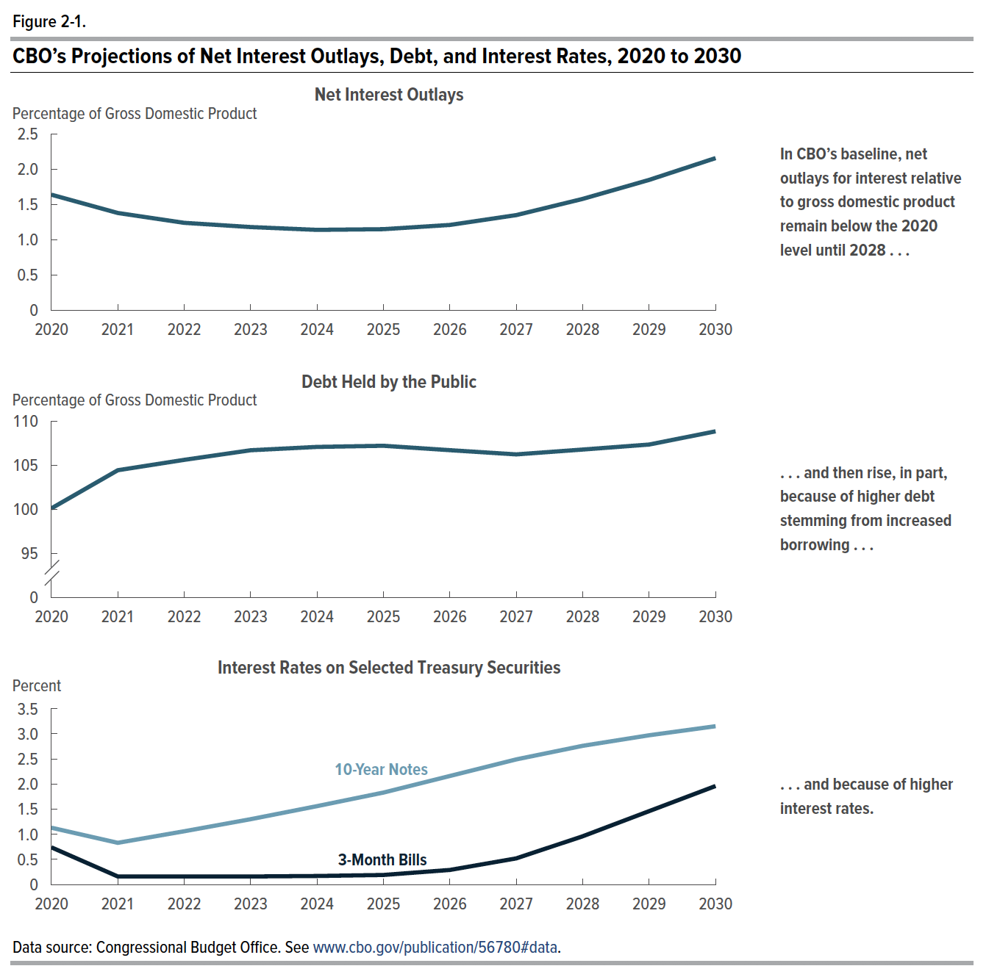 Figure 2-1.
CBO’s Projections of Net Interest Outlays, Debt, and Interest Rates, 2020 to 2030
Net Interest Outlays
Percentage of Gross Domestic Product
2.5
2.0
1.5
1.0
0.5
0
2020 2021 2022 2023 2024 2025 2026 2027 2028 2029 2030
In CBO’s baseline, net
outlays for interest relative
to gross domestic product
remain below the 2020
level until 2028 . . .
Debt Held by the Public
Percentage of Gross Domestic Product
110
105
100
95
0
2020 2021 2022 2023 2024 2025 2026 2027 2028 2029 2030
. . . and then rise, in part,
because of higher debt
stemming from increased
borrowing . . .
Interest Rates on Selected Treasury Securities
Percent
3.5
3.0
2.5
2.0
1.5
1.0
0.5
0
10-Year Notes
3-Month Bills
2020 2021 2022 2023 2024 2025 2026 2027 2028 2029 2030
. . . and because of higher
interest rates.
Data source: Congressional Budget Office. See www.cbo.gov/publication/56780#data.